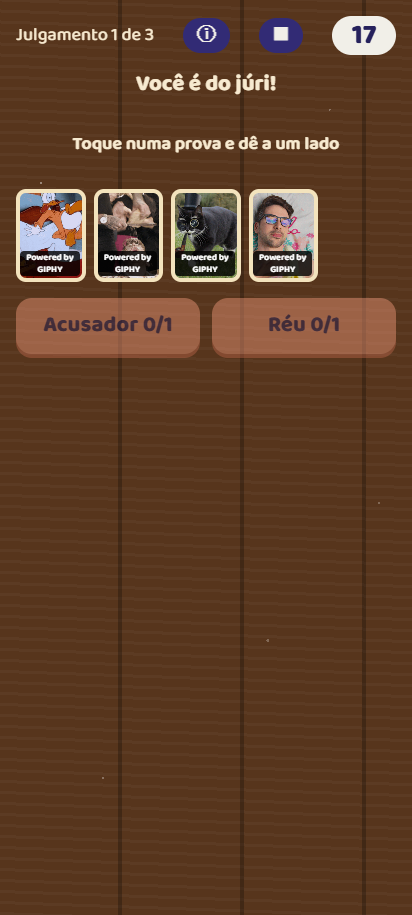 Julgamento 1 de 3
17
Você é do júri!
Toque numa prova e dê a um lado
Powered by
GIPHY
Powered by
GIPHY
Powered by
GIPHY
Powered by
GIPHY
Acusador 0/1
Réu 0/1